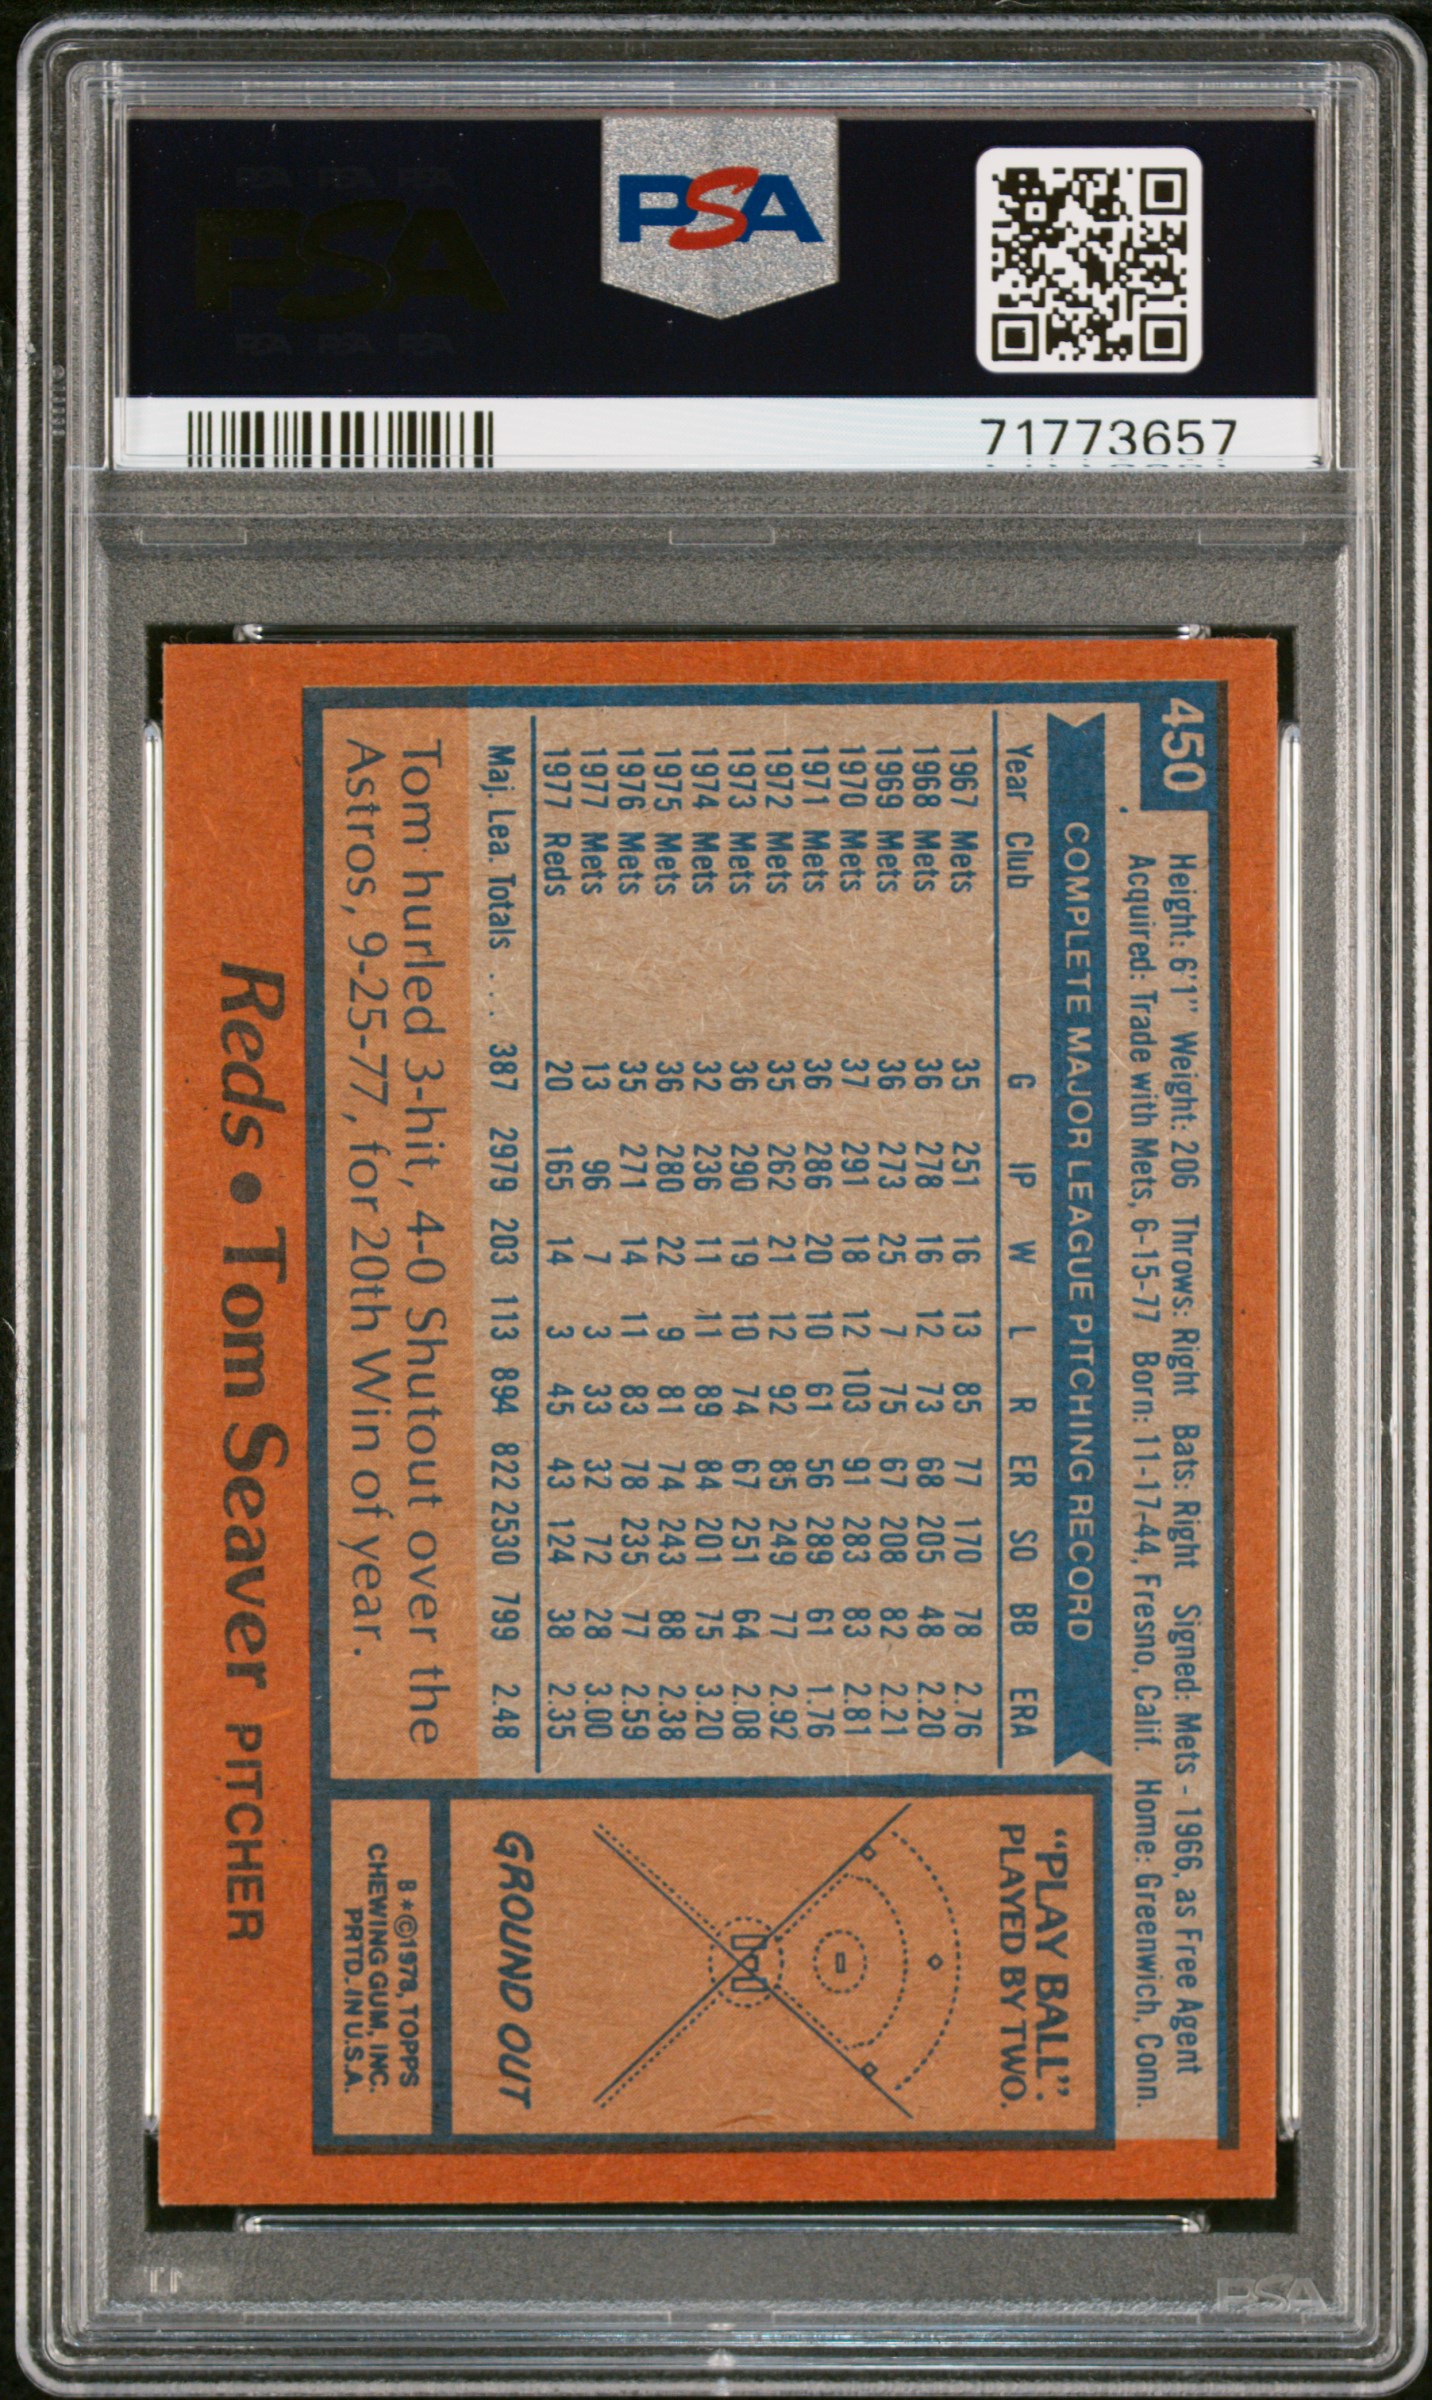 PSA
71773657
450
Height: 6'1" Weight: 206 Throws: Right Bats: Right Signed: Mets - 1966, as Free Agent
Acquired: Trade with Mets, 6-15-77 Born: 11-17-44, Fresno, Calif. Home: Greenwich, Conn.
COMPLETE MAJOR LEAGUE PITCHING RECORD
Year Club G IP W L R ER SO BB ERA
1967 Mets 35 251 16 13 85 77 170 78 2.76
1968 Mets 36 278 16 12 73 68 205 48 2.20
1969 Mets 36 273 25 7 75 67 208 82 2.21
1970 Mets 37 291 18 12 103 91 283 83 2.81
1971 Mets 36 286 20 10 61 56 289 61 1.76
1972 Mets 35 262 21 12 92 85 249 77 2.92
1973 Mets 36 290 19 10 74 67 251 64 2.08
1974 Mets 32 236 11 11 89 84 201 75 3.20
1975 Mets 36 280 22 9 81 74 243 88 2.38
1976 Mets 35 271 14 11 83 78 235 77 2.59
1977 Mets 13 96 7 3 33 32 72 28 3.00
1977 Reds 20 165 14 3 45 43 124 38 2.35
Maj. Lea. Totals . . . 387 2979 203 113 894 822 2530 799 2.48
Tom hurled 3-hit, 4-0 Shutout over the
Astros, 9-25-77, for 20th Win of year.
"PLAY BALL":
PLAYED BY TWO.
GROUND OUT
B*©1978, TOPPS
CHEWING GUM, INC.
PRTD. IN U.S.A.
Reds • Tom Seaver PITCHER
PSA
PSA PSA PSA
PSA
PSA PSA PSA